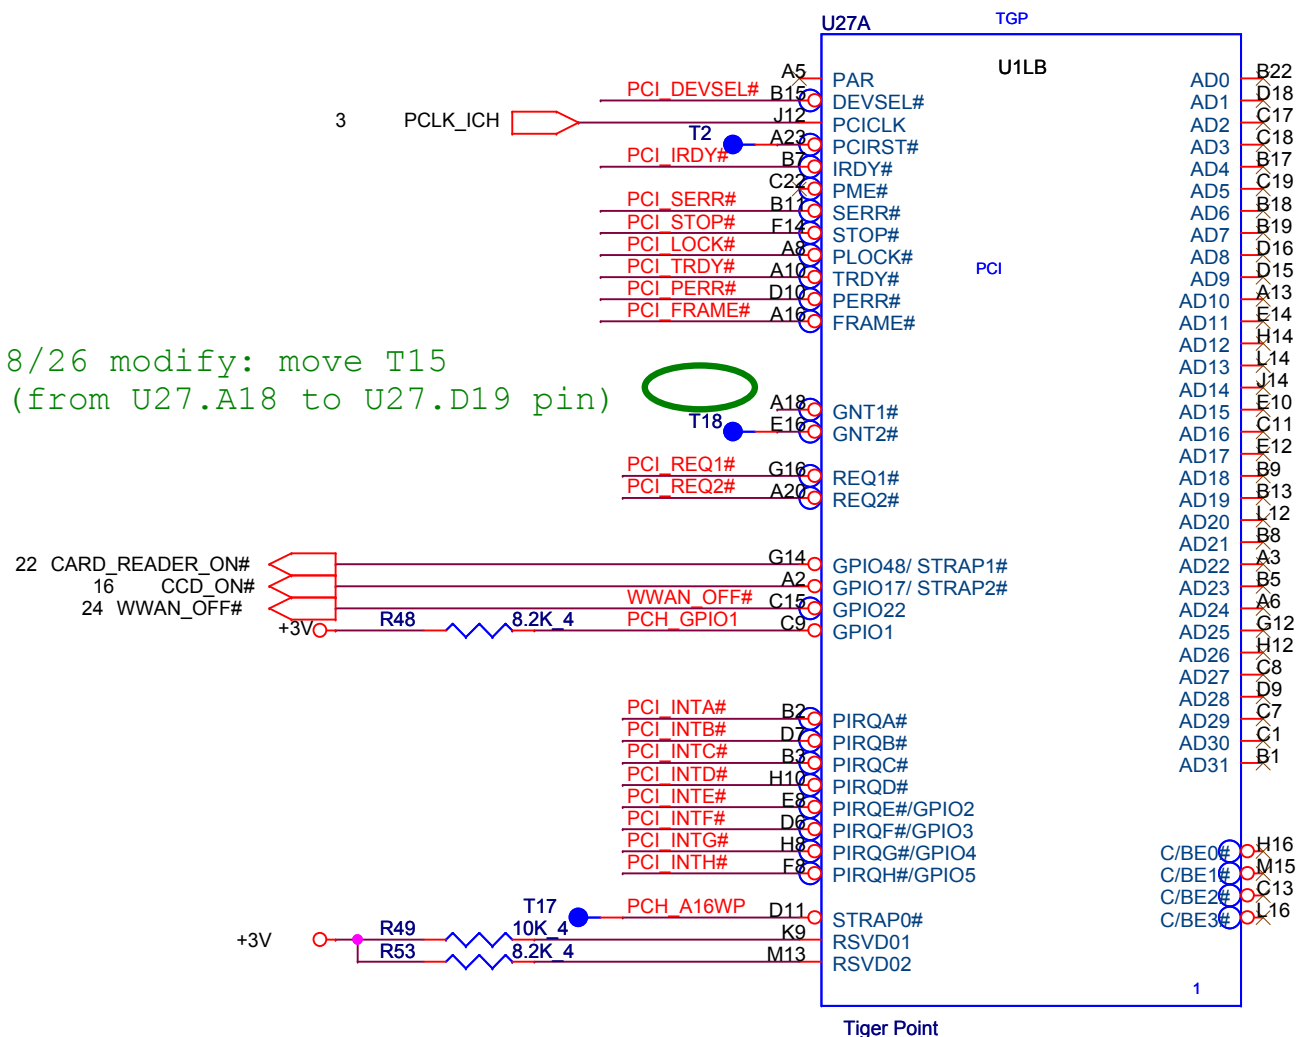 U27A
TGP
U1LB
PCI
PCI_DEVSEL#
3 PCLK_ICH
T2
PCI_IRDY#
PCI_SERR#
PCI_STOP#
PCI_LOCK#
PCI_TRDY#
PCI_PERR#
PCI_FRAME#
8/26 modify: move T15
(from U27.A18 to U27.D19 pin)
T18
PCI_REQ1#
PCI_REQ2#
22 CARD_READER_ON#
16 CCD_ON#
24 WWAN_OFF#
WWAN_OFF#
+3V R48 8.2K_4 PCH_GPIO1
PCI_INTA#
PCI_INTB#
PCI_INTC#
PCI_INTD#
PCI_INTE#
PCI_INTF#
PCI_INTG#
PCI_INTH#
T17 PCH_A16WP
+3V R49 10K_4
R53 8.2K_4
A5 PAR
B15 DEVSEL#
J12 PCICLK
A23 PCIRST#
B7 IRDY#
C22 PME#
B11 SERR#
F14 STOP#
A8 PLOCK#
A10 TRDY#
D10 PERR#
A16 FRAME#
A18 GNT1#
E16 GNT2#
G16 REQ1#
A20 REQ2#
G14 GPIO48/ STRAP1#
A2 GPIO17/ STRAP2#
C15 GPIO22
C9 GPIO1
B2 PIRQA#
D7 PIRQB#
B3 PIRQC#
H10 PIRQD#
E8 PIRQE#/GPIO2
D6 PIRQF#/GPIO3
H8 PIRQG#/GPIO4
F8 PIRQH#/GPIO5
D11 STRAP0#
K9 RSVD01
M13 RSVD02
AD0 B22
AD1 D18
AD2 C17
AD3 C18
AD4 B17
AD5 C19
AD6 B18
AD7 B19
AD8 D16
AD9 D15
AD10 A13
AD11 E14
AD12 H14
AD13 L14
AD14 J14
AD15 E10
AD16 C11
AD17 E12
AD18 B9
AD19 B13
AD20 L12
AD21 B8
AD22 A3
AD23 B5
AD24 A6
AD25 G12
AD26 H12
AD27 C8
AD28 D9
AD29 C7
AD30 C1
AD31 B1
C/BE0# H16
C/BE1# M15
C/BE2# C13
C/BE3# L16
1
Tiger Point